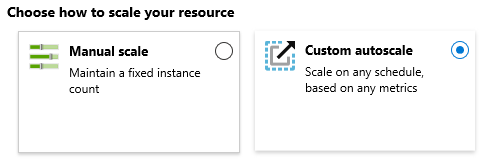 Choose how to scale your resource
Manual scale
Maintain a fixed instance
count
Custom autoscale
Scale on any schedule,
based on any metrics